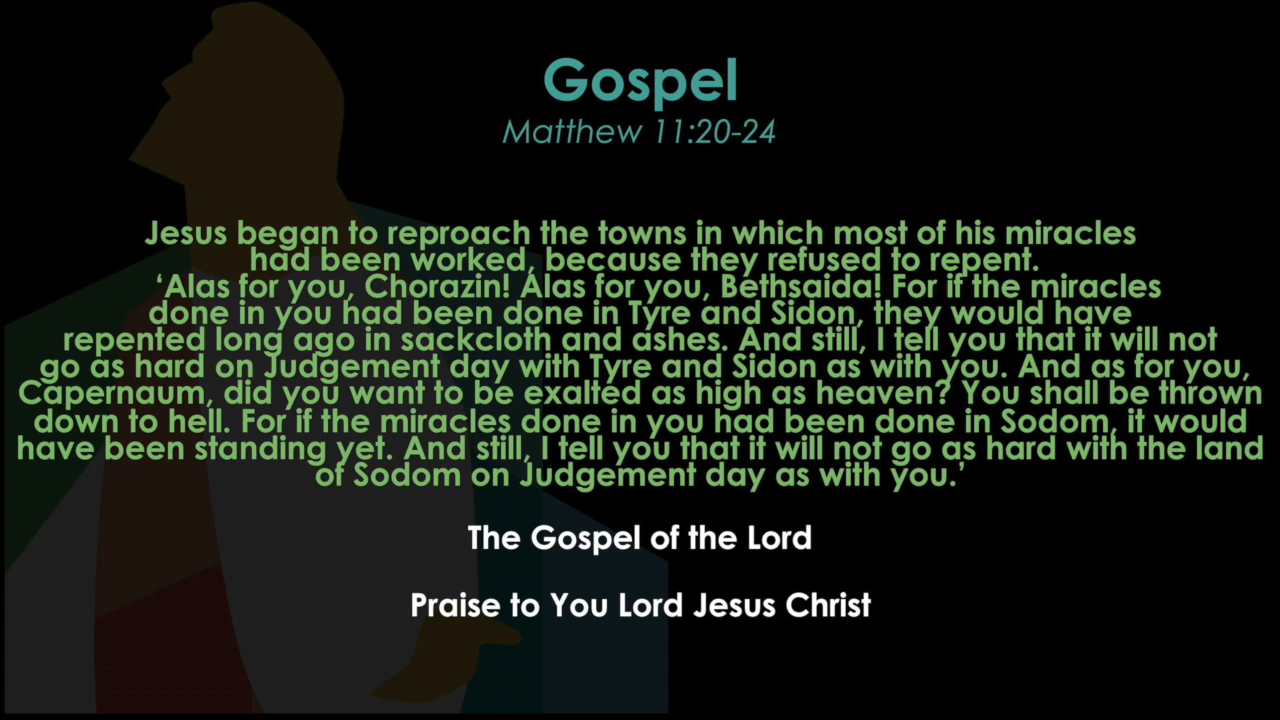 Gospel
Matthew 11:20-24
Jesus began to reproach the towns in which most of his miracles
had been worked, because they refused to repent.
‘Alas for you, Chorazin! Alas for you, Bethsaida! For if the miracles
done in you had been done in Tyre and Sidon, they would have
repented long ago in sackcloth and ashes. And still, I tell you that it will not
go as hard on Judgement day with Tyre and Sidon as with you. And as for you,
Capernaum, did you want to be exalted as high as heaven? You shall be thrown
down to hell. For if the miracles done in you had been done in Sodom, it would
have been standing yet. And still, I tell you that it will not go as hard with the land
of Sodom on Judgement day as with you.’
The Gospel of the Lord
Praise to You Lord Jesus Christ